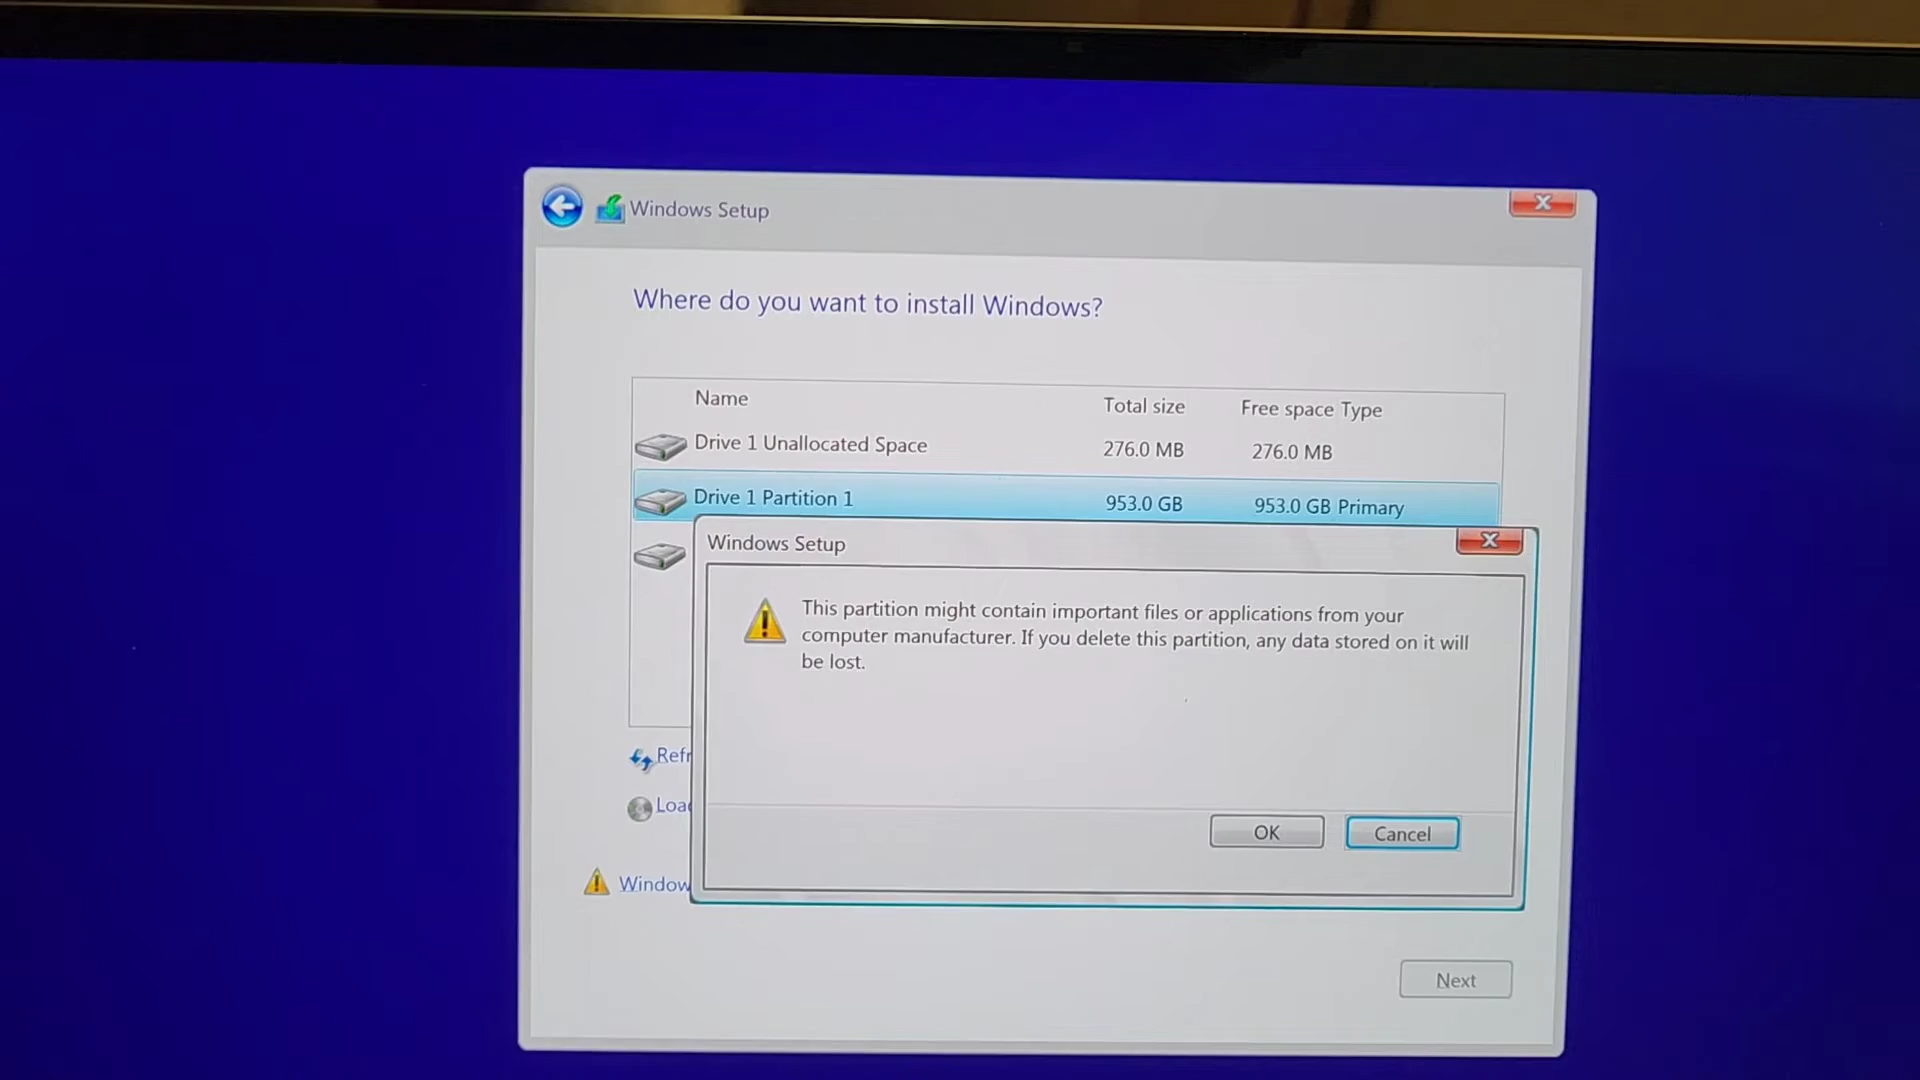 Windows Setup
Where do you want to install Windows?
Name Total size Free space Type
Drive 1 Unallocated Space 276.0 MB 276.0 MB
Drive 1 Partition 1 953.0 GB 953.0 GB Primary
Windows Setup
This partition might contain important files or applications from your
computer manufacturer. If you delete this partition, any data stored on it will
be lost.
Refr
Loa
OK Cancel
Window
Next